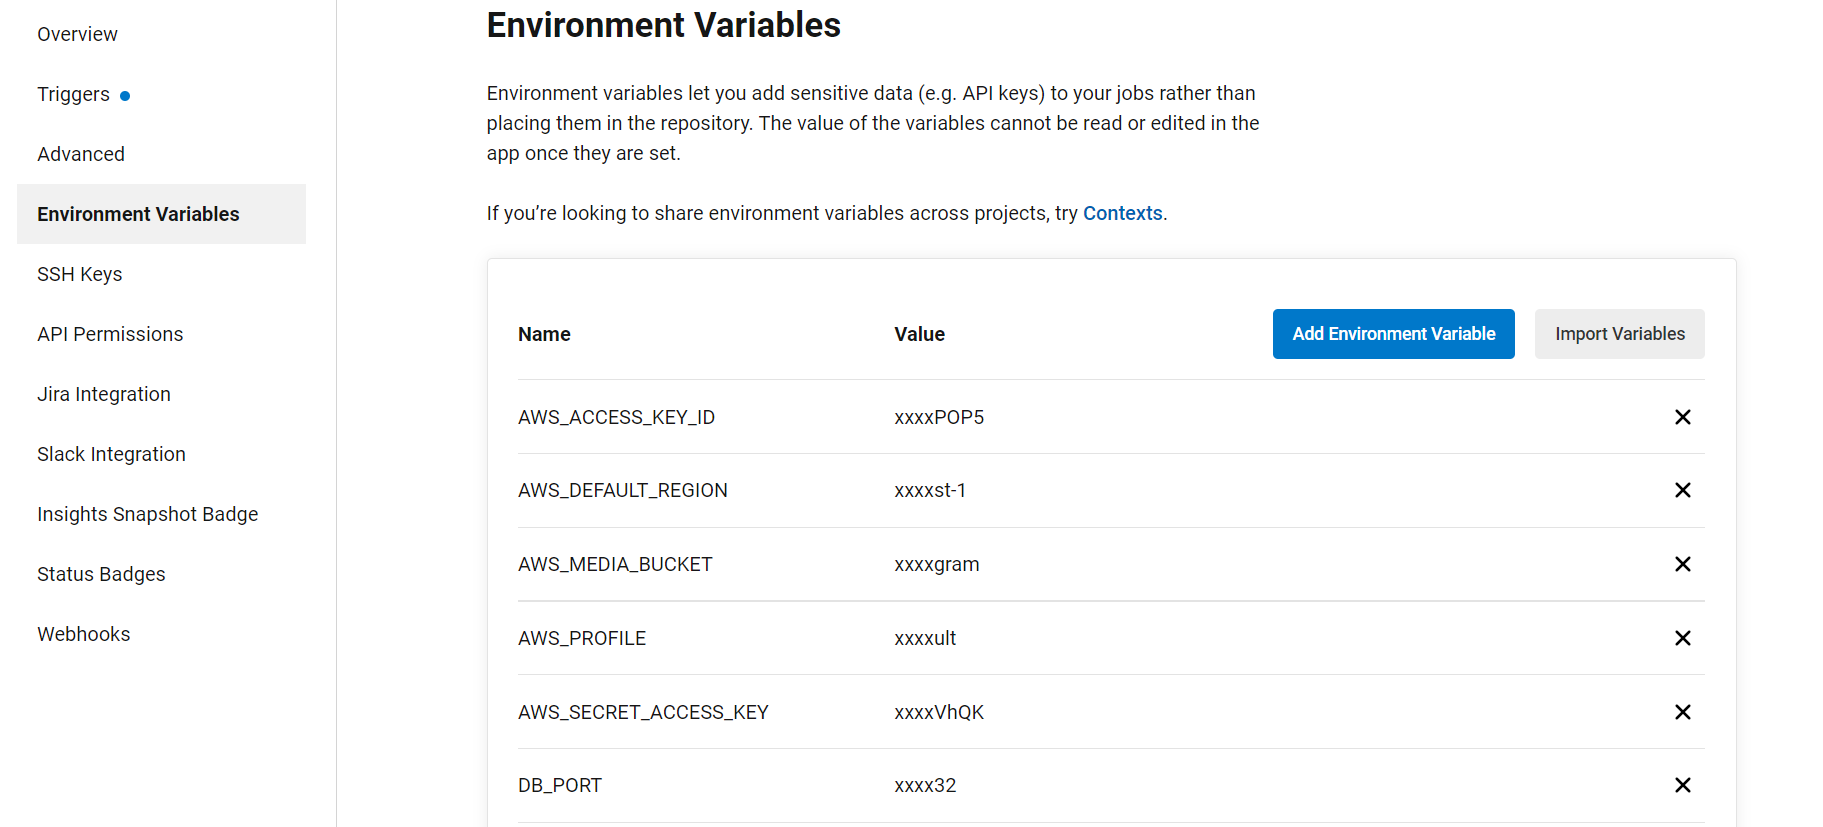 Overview
Triggers
Advanced
Environment Variables
SSH Keys
API Permissions
Jira Integration
Slack Integration
Insights Snapshot Badge
Status Badges
Webhooks
Environment Variables
Environment variables let you add sensitive data (e.g. API keys) to your jobs rather than
placing them in the repository. The value of the variables cannot be read or edited in the
app once they are set.
If you’re looking to share environment variables across projects, try Contexts.
Name Value Add Environment Variable Import Variables
AWS_ACCESS_KEY_ID xxxxPOP5
AWS_DEFAULT_REGION xxxxst-1
AWS_MEDIA_BUCKET xxxxgram
AWS_PROFILE xxxxult
AWS_SECRET_ACCESS_KEY xxxxVhQK
DB_PORT xxxx32